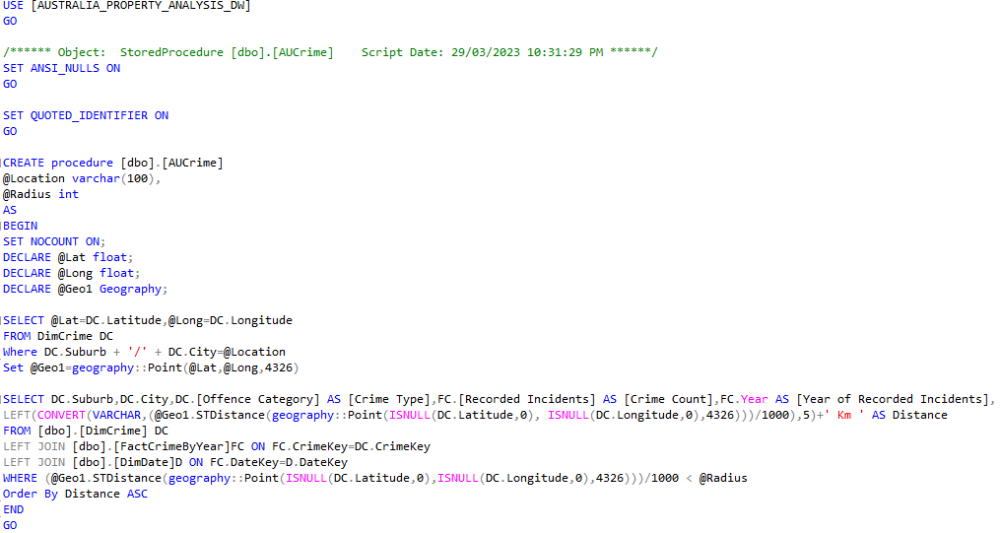 USE [AUSTRALIA_PROPERTY_ANALYSIS_DW]
GO
/****** Object:  StoredProcedure [dbo].[AUCrime]    Script Date: 29/03/2023 10:31:29 PM ******/
SET ANSI_NULLS ON
GO
SET QUOTED_IDENTIFIER ON
GO
CREATE procedure [dbo].[AUCrime]
@Location varchar(100),
@Radius int
AS
BEGIN
SET NOCOUNT ON;
DECLARE @Lat float;
DECLARE @Long float;
DECLARE @Geo1 Geography;
SELECT @Lat=DC.Latitude,@Long=DC.Longitude
FROM DimCrime DC
Where DC.Suburb + '/' + DC.City=@Location
Set @Geo1=geography::Point(@Lat,@Long,4326)
SELECT DC.Suburb,DC.City,DC.[Offence Category] AS [Crime Type],FC.[Recorded Incidents] AS [Crime Count],FC.Year AS [Year of Recorded Incidents],
LEFT(CONVERT(VARCHAR,(@Geo1.STDistance(geography::Point(ISNULL(DC.Latitude,0), ISNULL(DC.Longitude,0),4326)))/1000),5)+' Km ' AS Distance
FROM [dbo].[DimCrime] DC
LEFT JOIN [dbo].[FactCrimeByYear]FC ON FC.CrimeKey=DC.CrimeKey
LEFT JOIN [dbo].[DimDate]D ON FC.DateKey=D.DateKey
WHERE (@Geo1.STDistance(geography::Point(ISNULL(DC.Latitude,0),ISNULL(DC.Longitude,0),4326)))/1000 < @Radius
Order By Distance ASC
END
GO